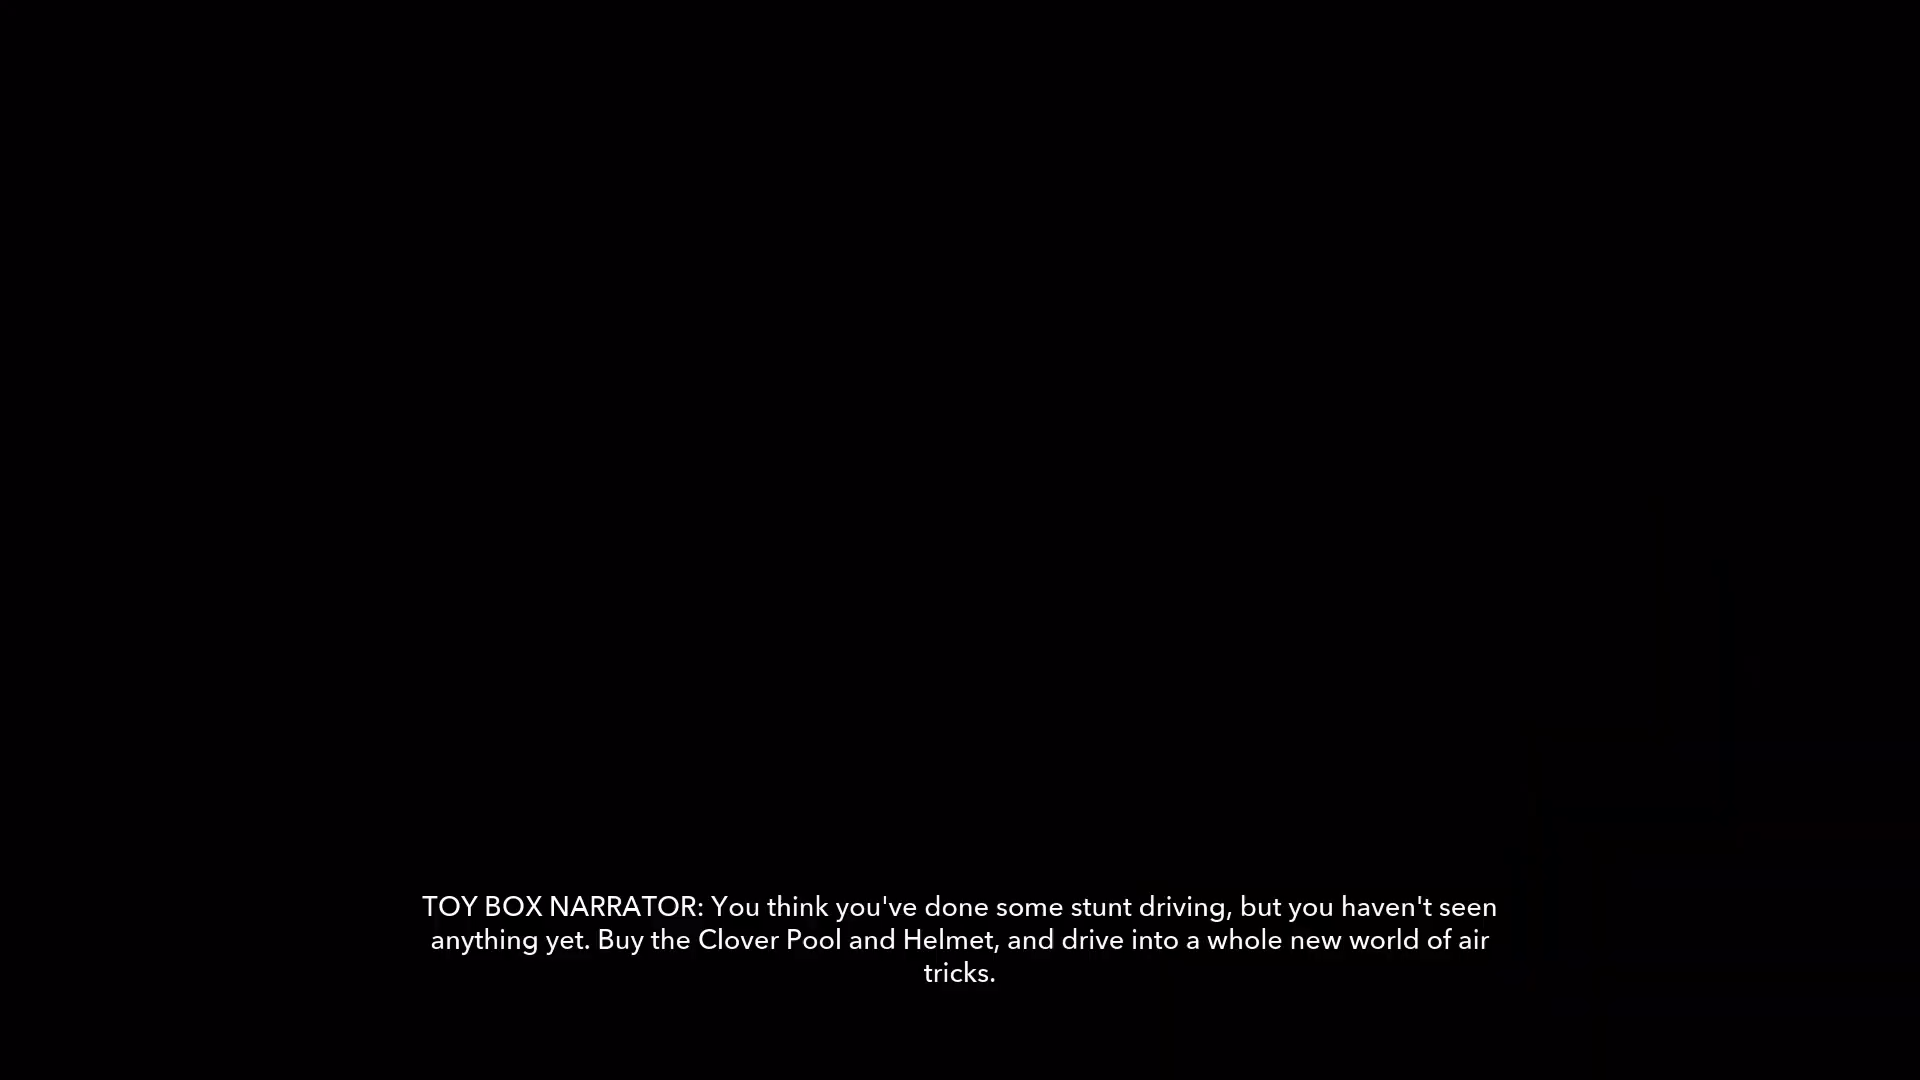 TOY BOX NARRATOR: You think you've done some stunt driving, but you haven't seen
anything yet. Buy the Clover Pool and Helmet, and drive into a whole new world of air
tricks.